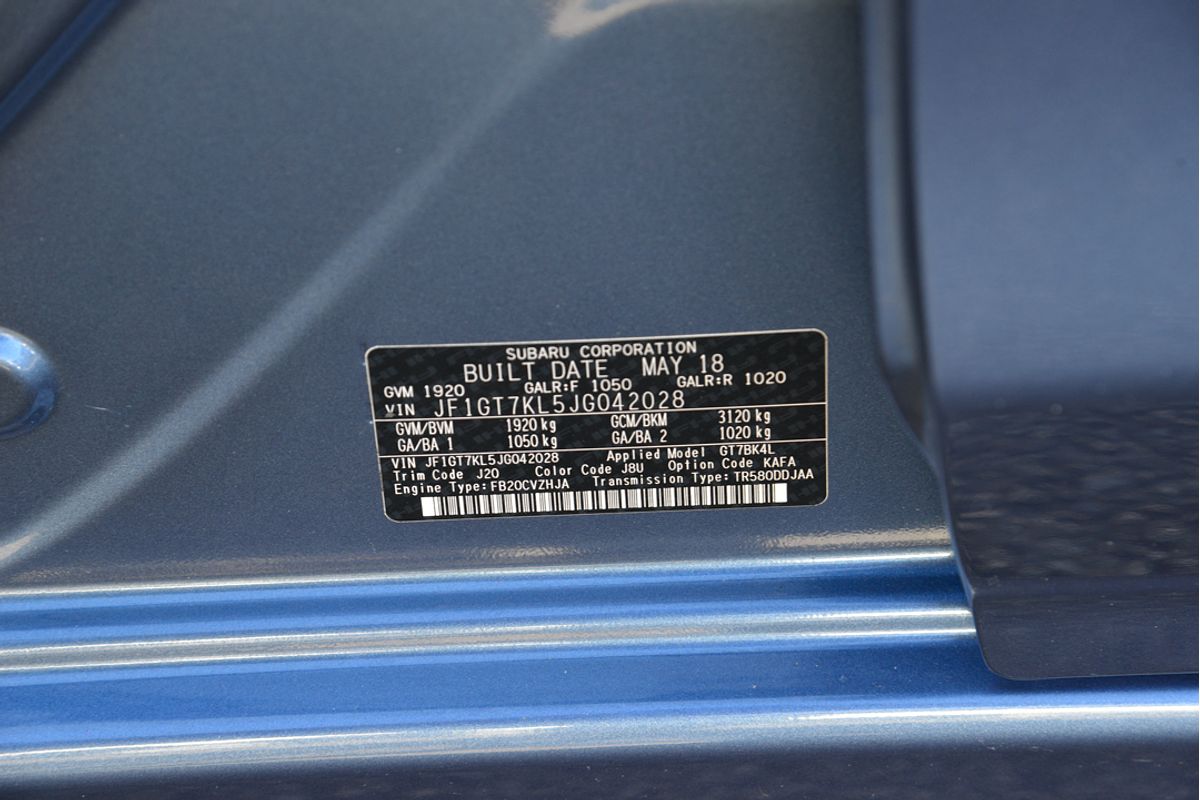 SUBARU CORPORATION
BUILT DATE MAY 18
GVM 1920 GALR:F 1050 GALR:R 1020
VIN JF1GT7KL5JG042028
GVM/BVM 1920 kg GCM/BKM 3120 kg
GA/BA 1 1050 kg GA/BA 2 1020 kg
VIN JF1GT7KL5JG042028 Applied Model GT7BK4L
Trim Code J20 Color Code J8U Option Code KAFA
Engine Type:FB20CVZHJA Transmission Type:TR580DDJAA